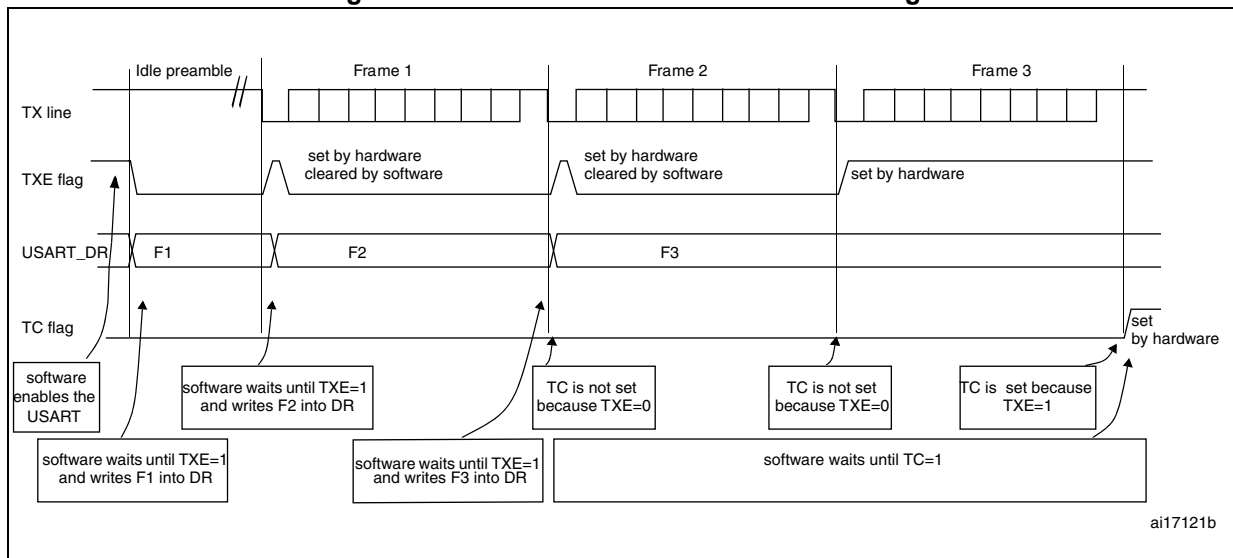 Idle preamble
Frame 1
Frame 2
Frame 3
TX line
TXE flag
set by hardware
cleared by software
set by hardware
cleared by software
set by hardware
USART_DR
F1
F2
F3
TC flag
set
by hardware
software
enables the
USART
software waits until TXE=1
and writes F2 into DR
TC is not set
because TXE=0
TC is not set
because TXE=0
TC is set because
TXE=1
software waits until TXE=1
and writes F1 into DR
software waits until TXE=1
and writes F3 into DR
software waits until TC=1
ai17121b